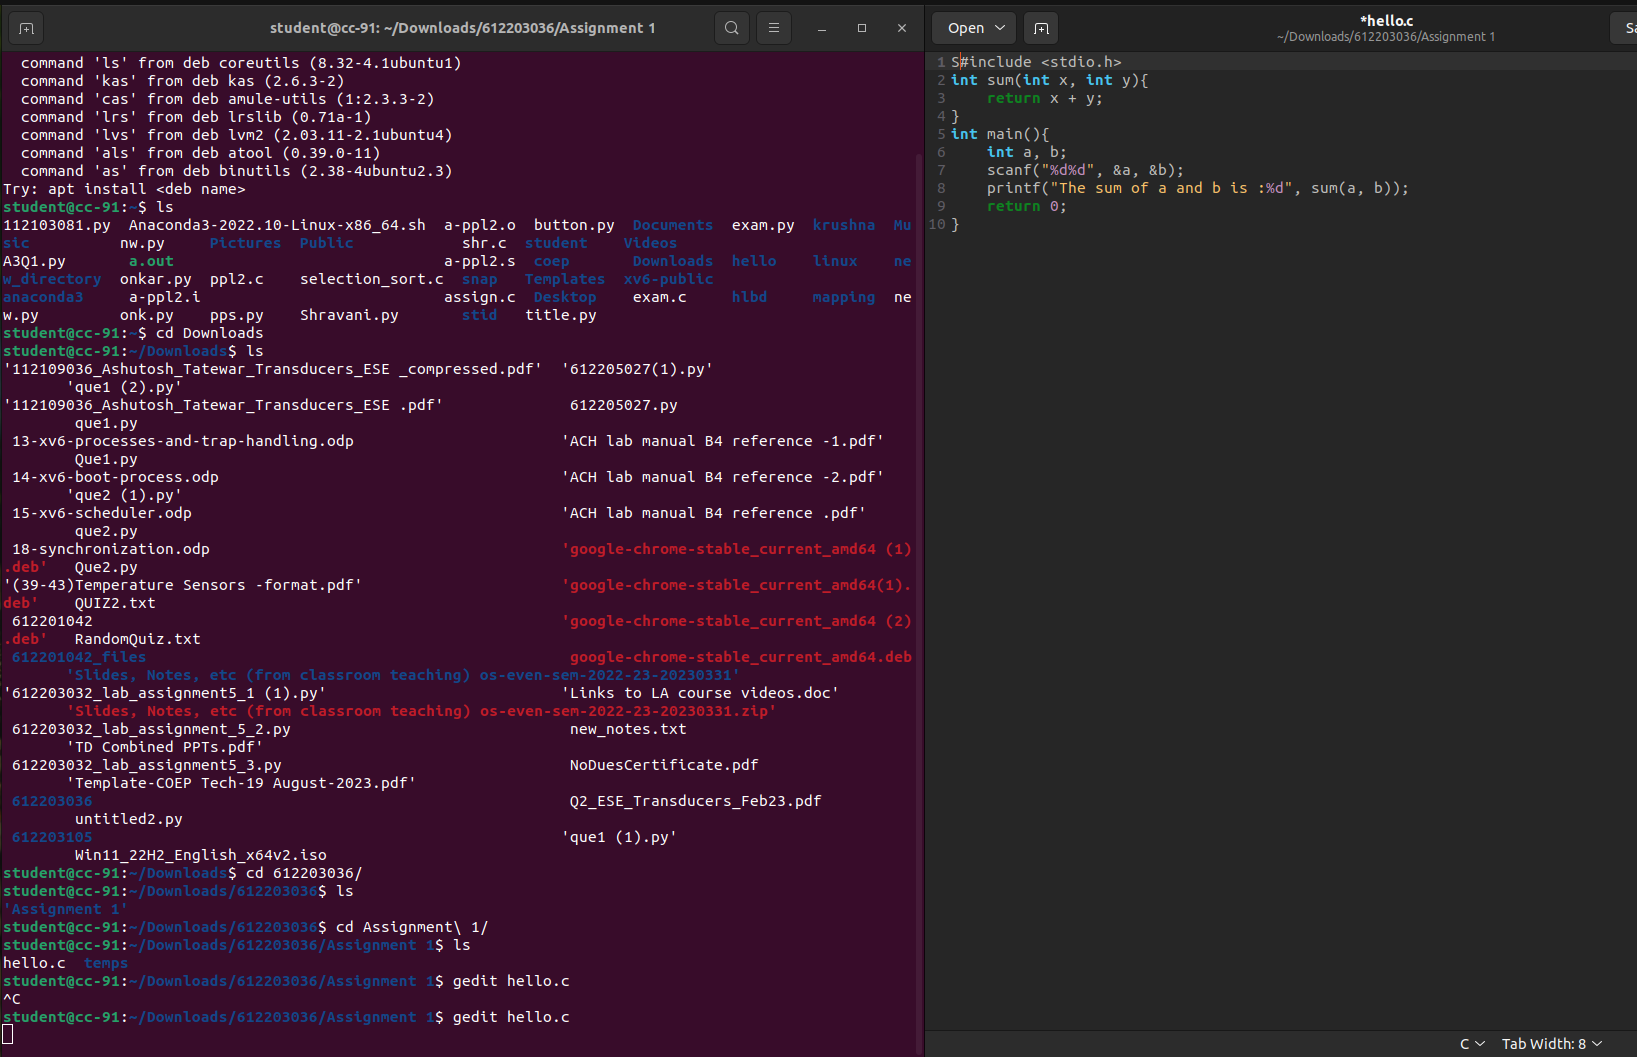 student@cc-91: ~/Downloads/612203036/Assignment 1
command 'ls' from deb coreutils (8.32-4.1ubuntu1)
command 'kas' from deb kas (2.6.3-2)
command 'cas' from deb amule-utils (1:2.3.3-2)
command 'lrs' from deb lrslib (0.71a-1)
command 'lvs' from deb lvm2 (2.03.11-2.1ubuntu4)
command 'als' from deb atool (0.39.0-11)
command 'as' from deb binutils (2.38-4ubuntu2.3)
Try: apt install <deb name>
student@cc-91:~$ ls
112103081.py  Anaconda3-2022.10-Linux-x86_64.sh  a-ppl2.o  button.py  Documents  exam.py  krushna  Mu
sic          nw.py     Pictures  Public            shr.c  student    Videos
A3Q1.py       a.out                              a-ppl2.s  coep       Downloads  hello    linux    ne
w_directory  onkar.py  ppl2.c    selection_sort.c  snap   Templates  xv6-public
anaconda3     a-ppl2.i                           assign.c  Desktop    exam.c     hlbd     mapping  ne
w.py         onk.py    pps.py    Shravani.py       stid   title.py
student@cc-91:~$ cd Downloads
student@cc-91:~/Downloads$ ls
'112109036_Ashutosh_Tatewar_Transducers_ESE _compressed.pdf'  '612205027(1).py'
'que1 (2).py'
'112109036_Ashutosh_Tatewar_Transducers_ESE .pdf'              612205027.py
que1.py
13-xv6-processes-and-trap-handling.odp                       'ACH lab manual B4 reference -1.pdf'
Que1.py
14-xv6-boot-process.odp                                      'ACH lab manual B4 reference -2.pdf'
'que2 (1).py'
15-xv6-scheduler.odp                                         'ACH lab manual B4 reference .pdf'
que2.py
18-synchronization.odp                                       'google-chrome-stable_current_amd64 (1)
.deb'   Que2.py
'(39-43)Temperature Sensors -format.pdf'                      'google-chrome-stable_current_amd64(1).
deb'    QUIZ2.txt
612201042                                                    'google-chrome-stable_current_amd64 (2)
.deb'   RandomQuiz.txt
612201042_files                                               google-chrome-stable_current_amd64.deb
'Slides, Notes, etc (from classroom teaching) os-even-sem-2022-23-20230331'
'612203032_lab_assignment5_1 (1).py'                          'Links to LA course videos.doc'
'Slides, Notes, etc (from classroom teaching) os-even-sem-2022-23-20230331.zip'
612203032_lab_assignment_5_2.py                               new_notes.txt
'TD Combined PPTs.pdf'
612203032_lab_assignment5_3.py                                NoDuesCertificate.pdf
'Template-COEP Tech-19 August-2023.pdf'
612203036                                                     Q2_ESE_Transducers_Feb23.pdf
untitled2.py
612203105                                                    'que1 (1).py'
Win11_22H2_English_x64v2.iso
student@cc-91:~/Downloads$ cd 612203036/
student@cc-91:~/Downloads/612203036$ ls
'Assignment 1'
student@cc-91:~/Downloads/612203036$ cd Assignment\ 1/
student@cc-91:~/Downloads/612203036/Assignment 1$ ls
hello.c  temps
student@cc-91:~/Downloads/612203036/Assignment 1$ gedit hello.c
^C
student@cc-91:~/Downloads/612203036/Assignment 1$ gedit hello.c
Open
*hello.c
~/Downloads/612203036/Assignment 1
Sa
1 S#include <stdio.h>
2 int sum(int x, int y){
3     return x + y;
4 }
5 int main(){
6     int a, b;
7     scanf("%d%d", &a, &b);
8     printf("The sum of a and b is :%d", sum(a, b));
9     return 0;
10 }
C
Tab Width: 8